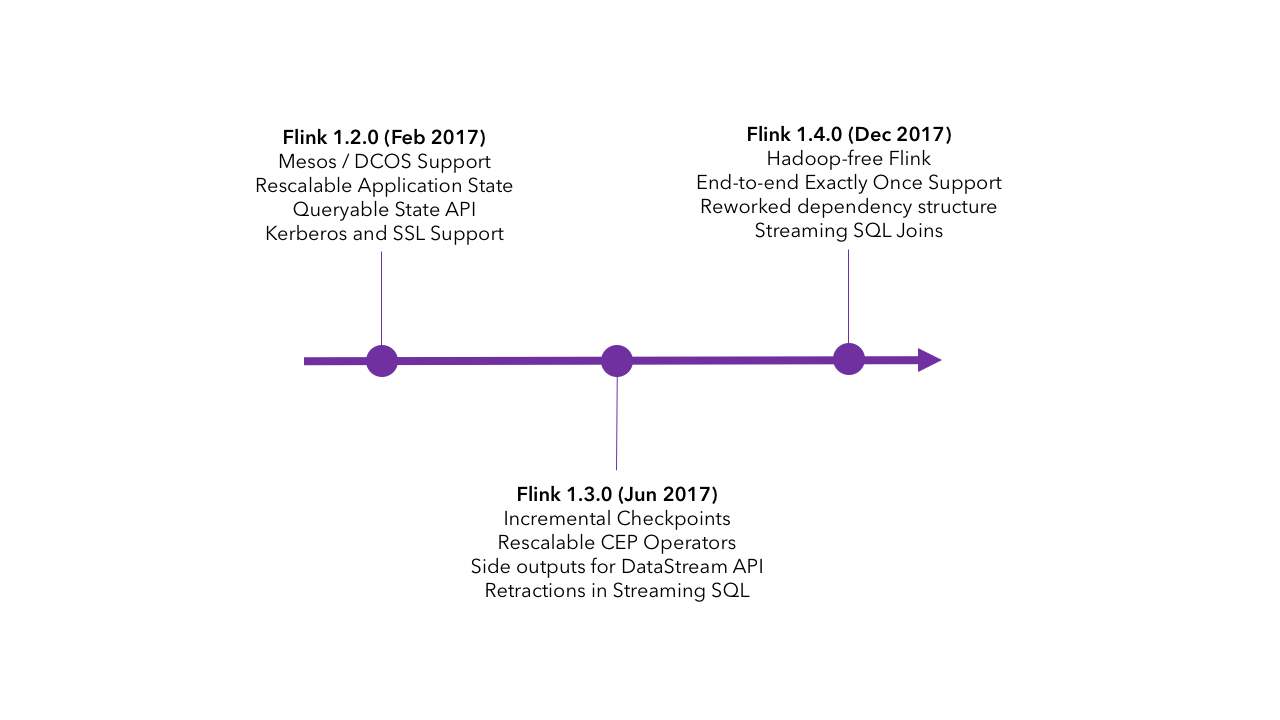 Flink 1.2.0 (Feb 2017)
Mesos / DCOS Support
Rescalable Application State
Queryable State API
Kerberos and SSL Support
Flink 1.4.0 (Dec 2017)
Hadoop-free Flink
End-to-end Exactly Once Support
Reworked dependency structure
Streaming SQL Joins
Flink 1.3.0 (Jun 2017)
Incremental Checkpoints
Rescalable CEP Operators
Side outputs for DataStream API
Retractions in Streaming SQL